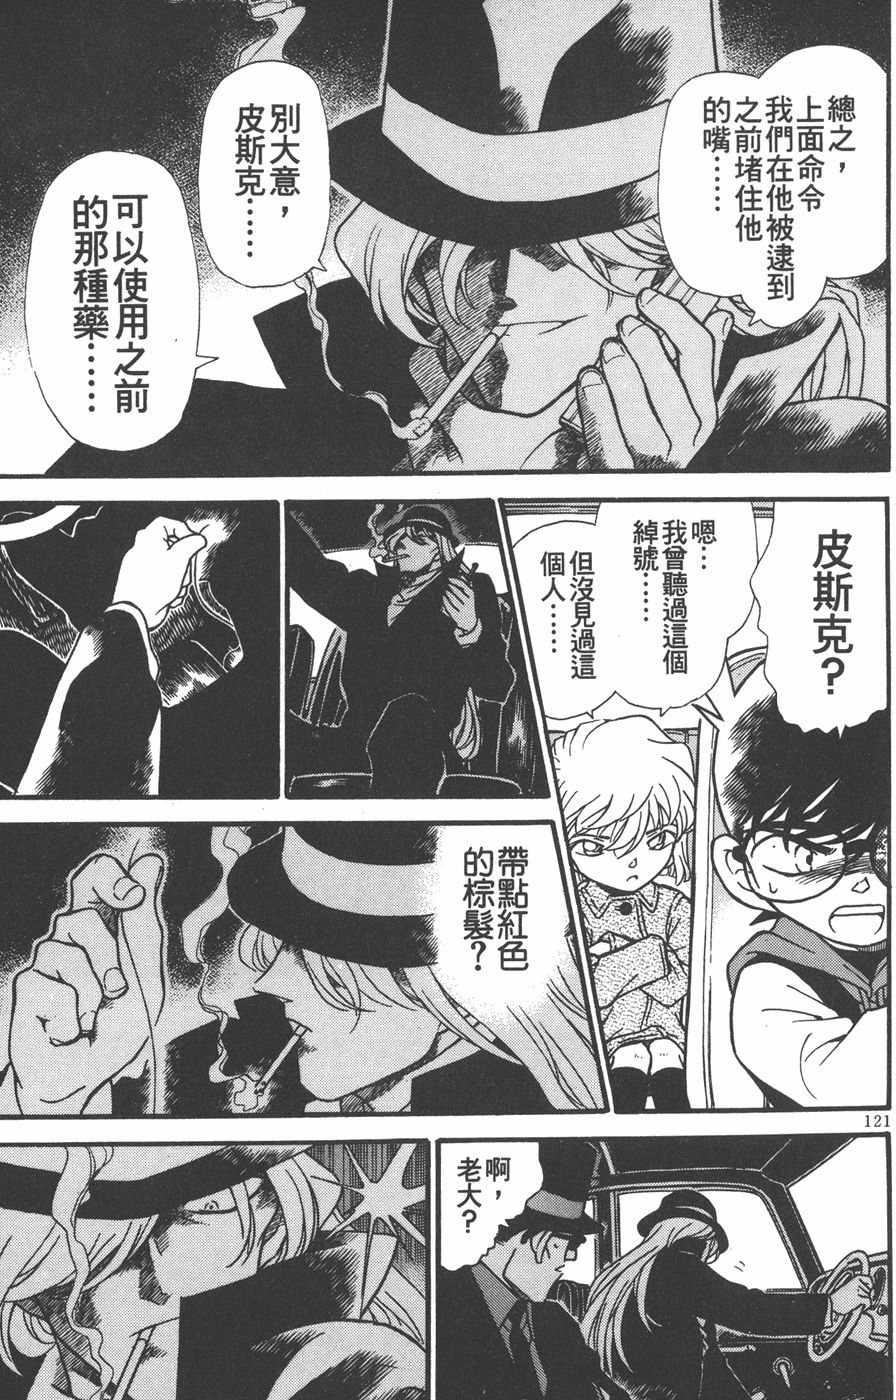 總之，
上面命令
我們在他被逮到
之前堵住他
的嘴……
別大意，
皮斯克……
可以使用之前
的那種藥……
皮斯克？
嗯…
我曾聽過這個
綽號……
但沒見過這
個人……
帶點紅色
的棕髮？
121
啊，
老大？